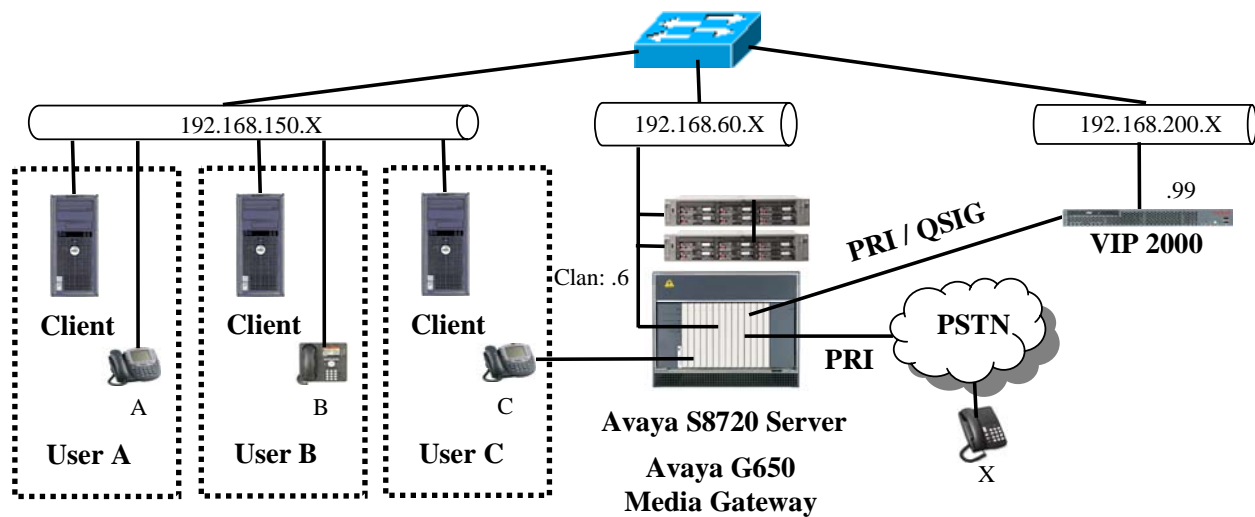 192.168.150.X
192.168.60.X
192.168.200.X
.99
PRI / QSIG
VIP 2000
Clan: .6
Client
Client
Client
PSTN
PRI
A
B
C
X
User A
User B
User C
Avaya S8720 Server
Avaya G650
Media Gateway